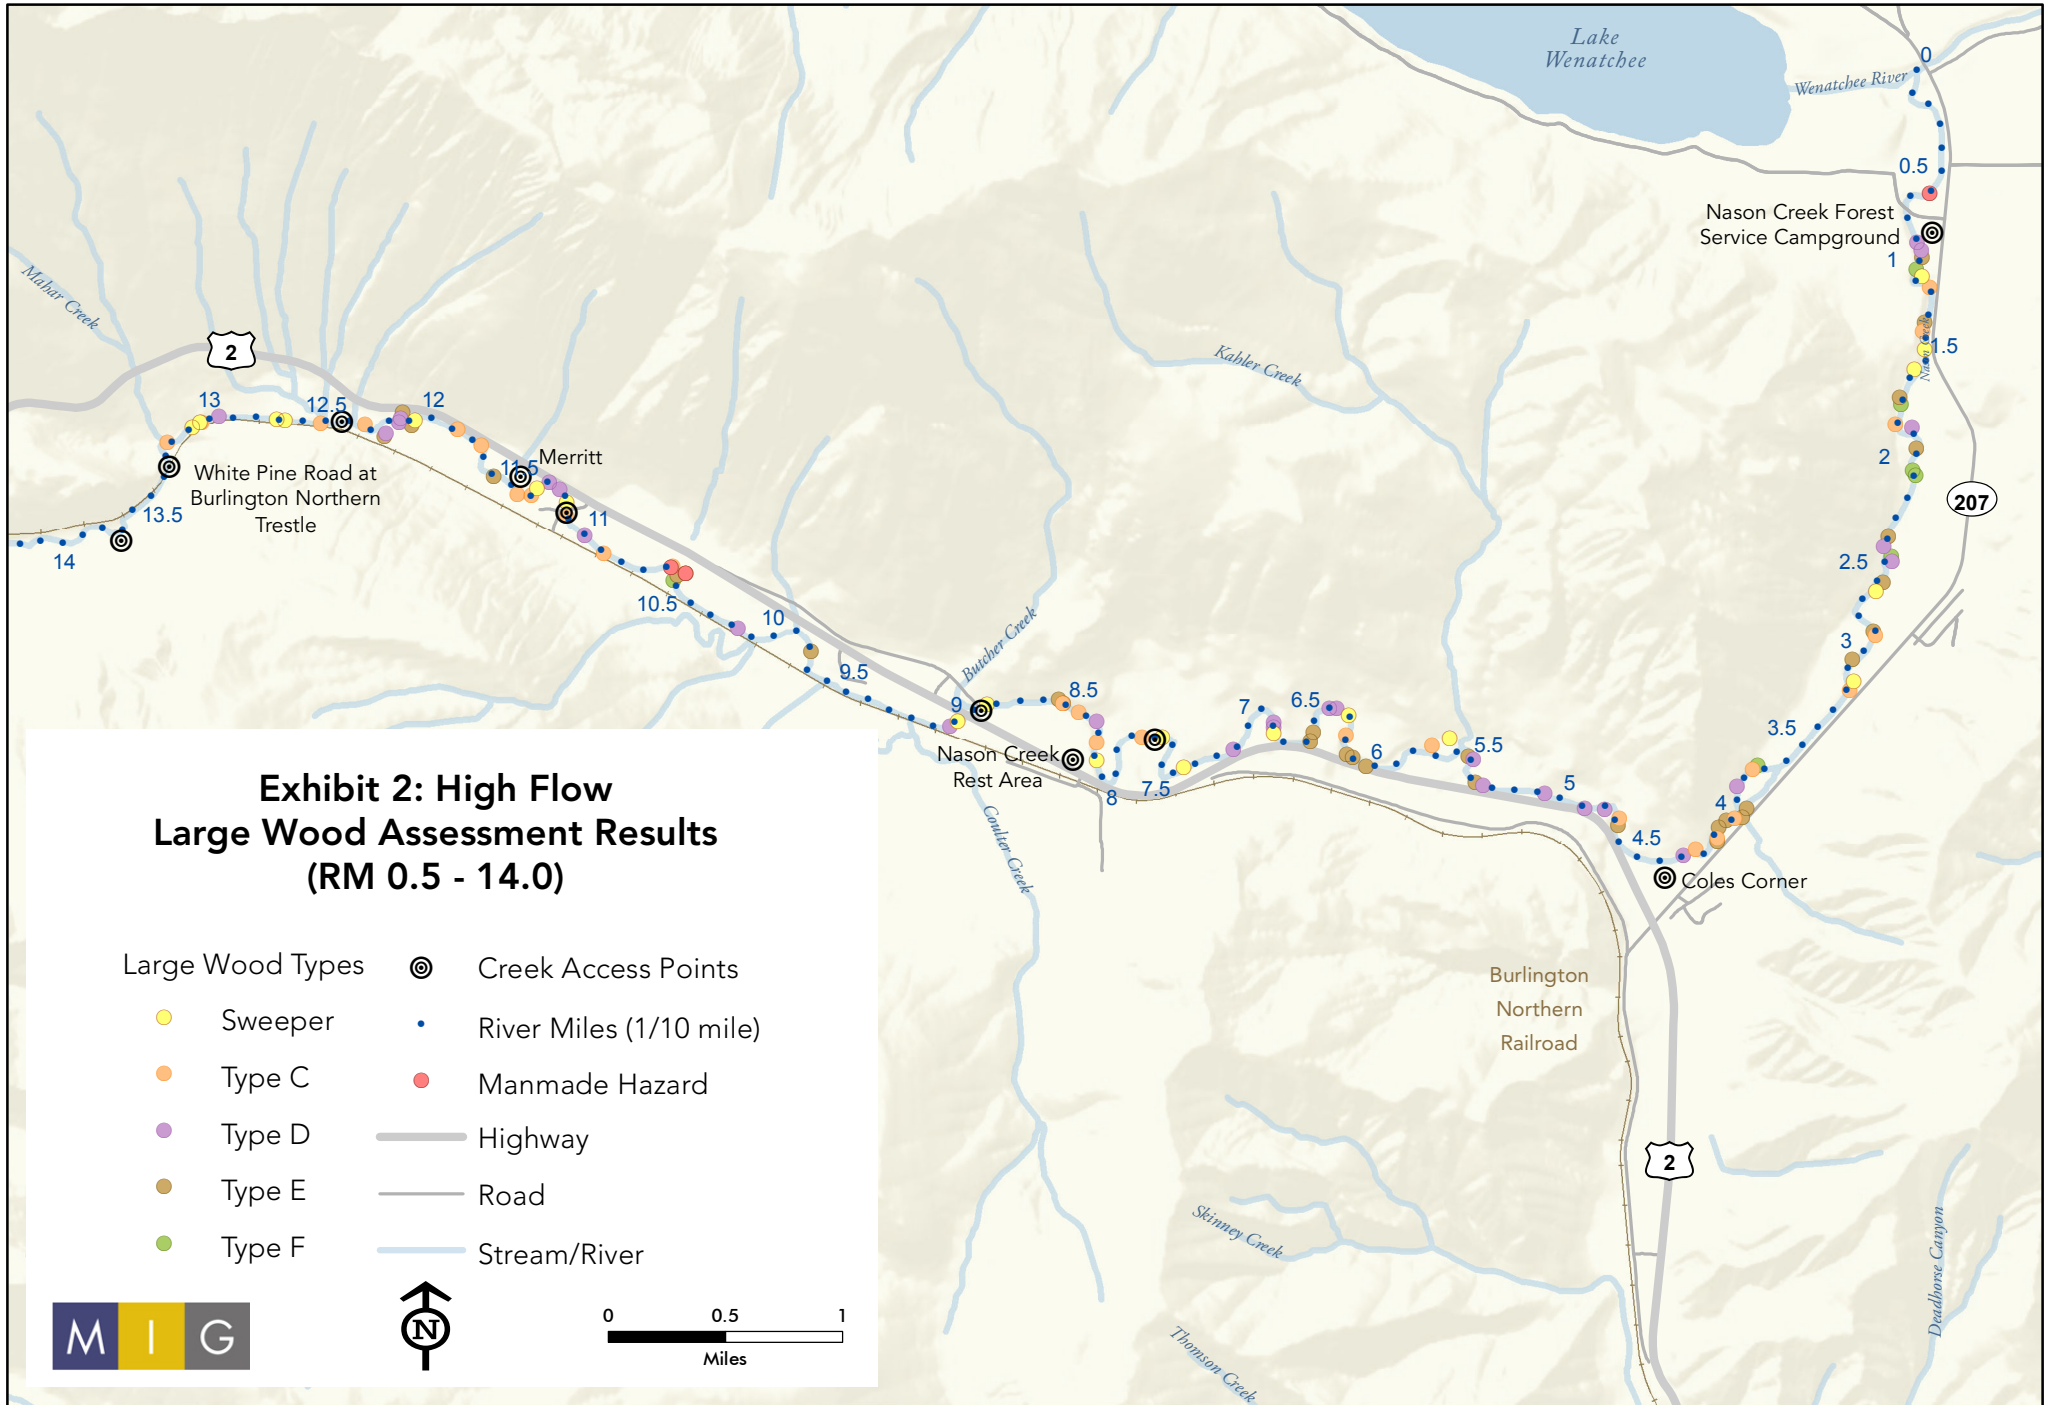 Lake
Wenatchee
Wenatchee River
0
0.5
Nason Creek Forest
Service Campground
1
1.5
Nason Creek
2
207
2.5
3
3.5
4
4.5
Coles Corner
5
5.5
6
6.5
7
7.5
8
8.5
9
Nason Creek
Rest Area
9.5
10
10.5
11
11.5
Merritt
12
12.5
13
13.5
14
White Pine Road at
Burlington Northern
Trestle
2
Mahar Creek
Kahler Creek
Butcher Creek
Coulter Creek
Burlington
Northern
Railroad
2
Skinney Creek
Thomson Creek
Deadhorse Canyon
Exhibit 2: High Flow
Large Wood Assessment Results
(RM 0.5 - 14.0)
Large Wood Types
Sweeper
Type C
Type D
Type E
Type F
Creek Access Points
River Miles (1/10 mile)
Manmade Hazard
Highway
Road
Stream/River
M I G
N
0 0.5 1
Miles